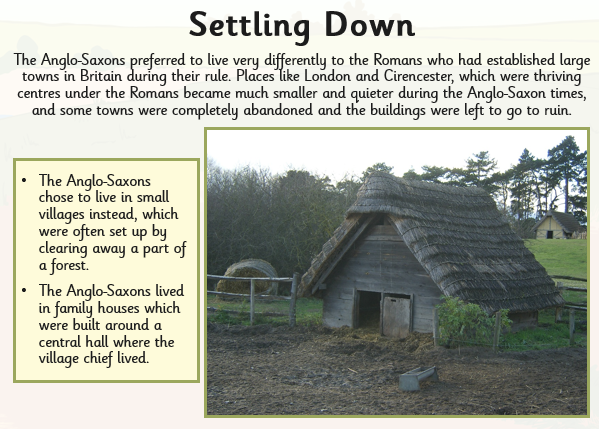 Settling Down
The Anglo-Saxons preferred to live very differently to the Romans who had established large
towns in Britain during their rule. Places like London and Cirencester, which were thriving
centres under the Romans became much smaller and quieter during the Anglo-Saxon times,
and some towns were completely abandoned and the buildings were left to go to ruin.
• The Anglo-Saxons
chose to live in small
villages instead, which
were often set up by
clearing away a part of
a forest.
• The Anglo-Saxons lived
in family houses which
were built around a
central hall where the
village chief lived.